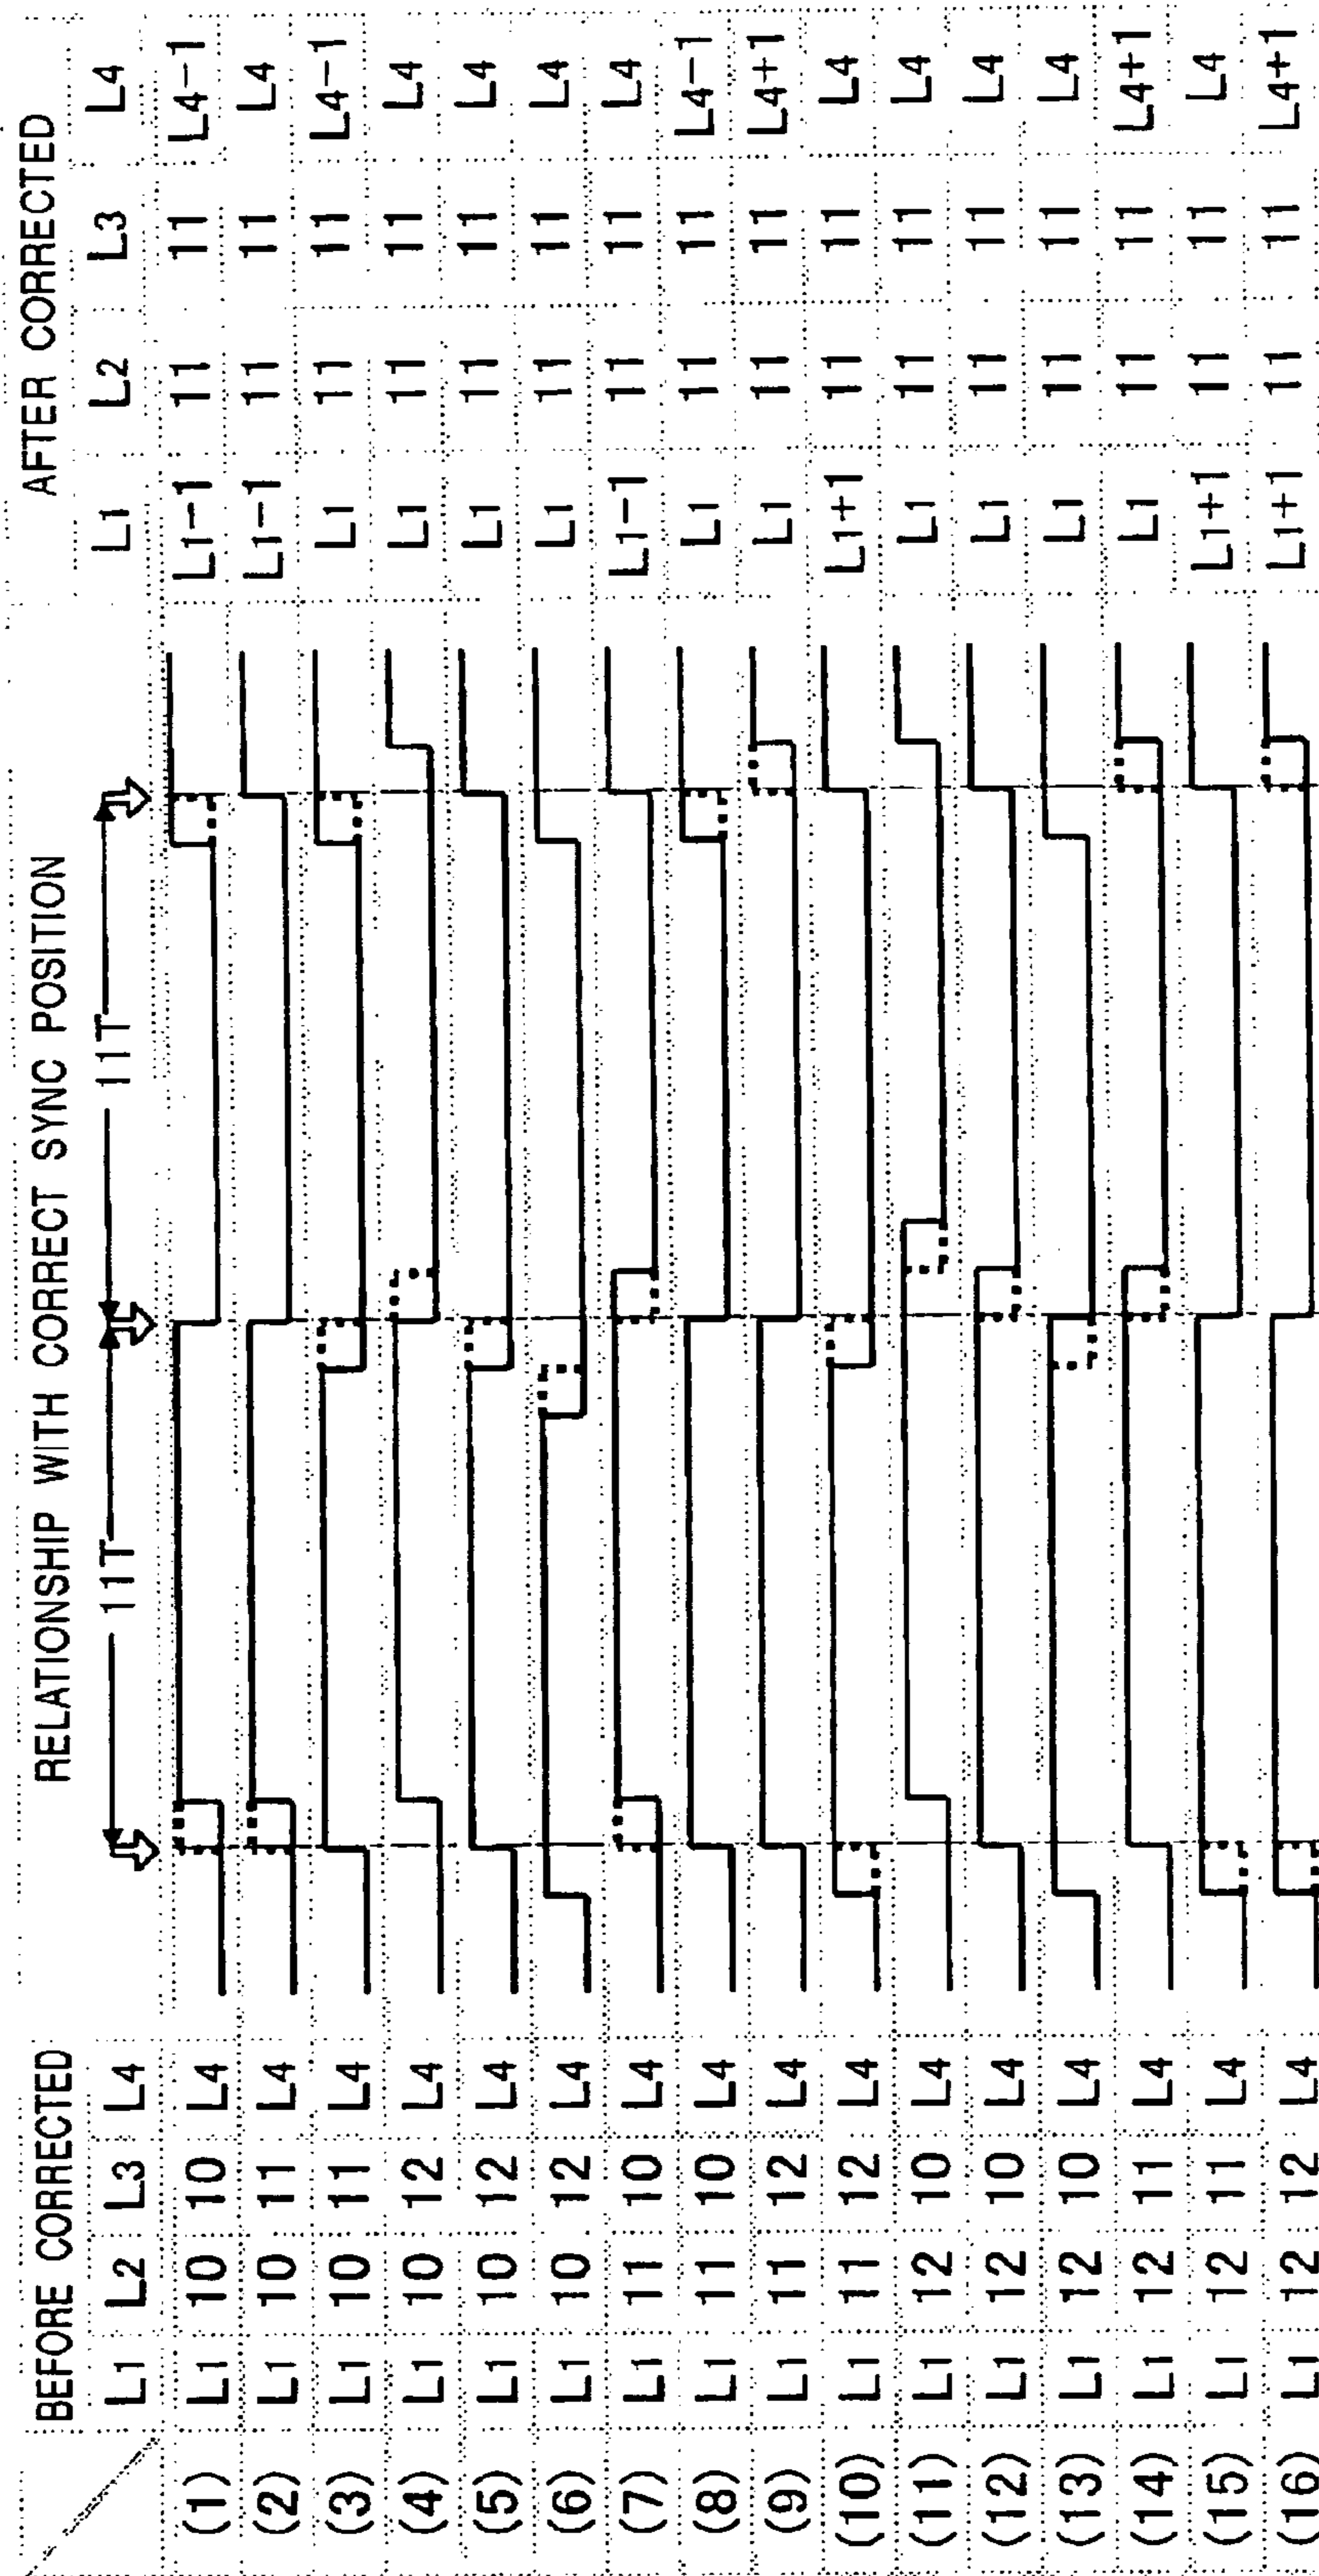 BEFORE CORRECTED RELATIONSHIP WITH CORRECT SYNC POSITION AFTER CORRECTED
L1 L2 L3 L4 11T 11T L1 L2 L3 L4
(1) L1 10 10 L4 L1-1 11 11 L4-1
(2) L1 10 11 L4 L1-1 11 11 L4
(3) L1 10 11 L4 L1 11 11 L4-1
(4) L1 10 12 L4 L1 11 11 L4
(5) L1 10 12 L4 L1 11 11 L4
(6) L1 10 12 L4 L1 11 11 L4
(7) L1 11 10 L4 L1-1 11 11 L4
(8) L1 11 10 L4 L1 11 11 L4-1
(9) L1 11 12 L4 L1 11 11 L4+1
(10) L1 11 12 L4 L1+1 11 11 L4
(11) L1 12 10 L4 L1 11 11 L4
(12) L1 12 10 L4 L1 11 11 L4
(13) L1 12 10 L4 L1 11 11 L4
(14) L1 12 11 L4 L1 11 11 L4+1
(15) L1 12 11 L4 L1+1 11 11 L4
(16) L1 12 12 L4 L1+1 11 11 L4+1